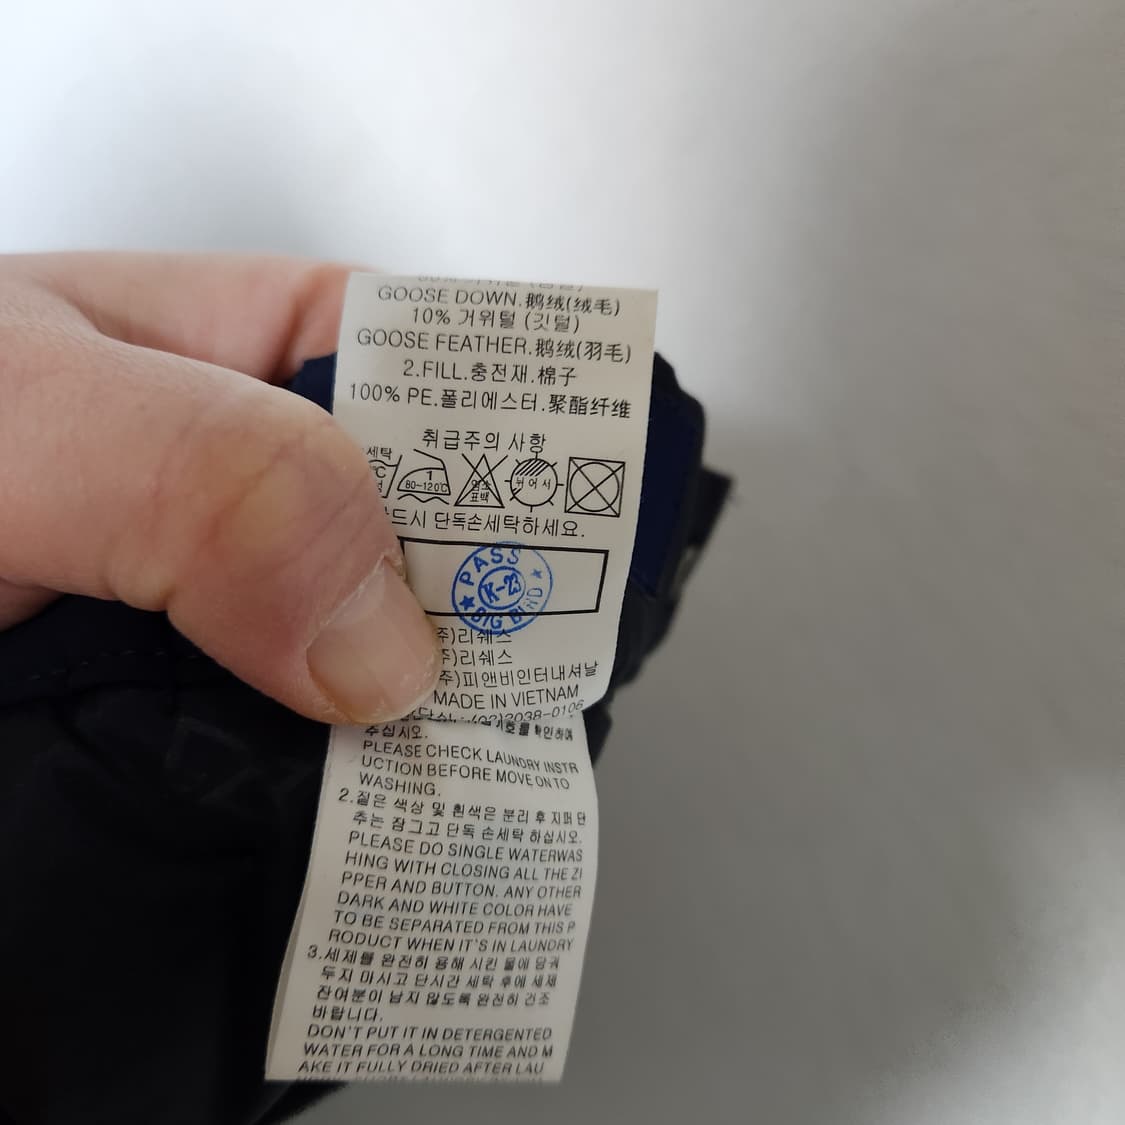 GOOSE DOWN.鹅绒(绒毛)
10% 거위털 (깃털)
GOOSE FEATHER.鹅绒(羽毛)
2.FILL.충전재.棉子
100% PE.폴리에스터.聚酯纤维
취급주의 사항
세탁
80~120℃
염소
표백
뉘어서
단독손세탁하세요.
PASS
K-23
BIG BIRD
주)리쉐스
주)리쉐스
주)피앤비인터내셔날
MADE IN VIETNAM
(02)2038-0106
확인하여
주십시오.
PLEASE CHECK LAUNDRY INSTR
UCTION BEFORE MOVE ON TO
WASHING.
2.짙은 색상 및 흰색은 분리 후 지퍼 단
추는 잠그고 단독 손세탁 하십시오.
PLEASE DO SINGLE WATERWAS
HING WITH CLOSING ALL THE ZI
PPER AND BUTTON. ANY OTHER
DARK AND WHITE COLOR HAVE
TO BE SEPARATED FROM THIS P
RODUCT WHEN IT'S IN LAUNDRY
3.세제를 완전히 용해 시킨 물에 담궈
두지 마시고 단시간 세탁 후에 세제
잔여분이 남지 않도록 완전히 건조
바랍니다.
DON'T PUT IT IN DETERGENTED
WATER FOR A LONG TIME AND M
AKE IT FULLY DRIED AFTER LAU